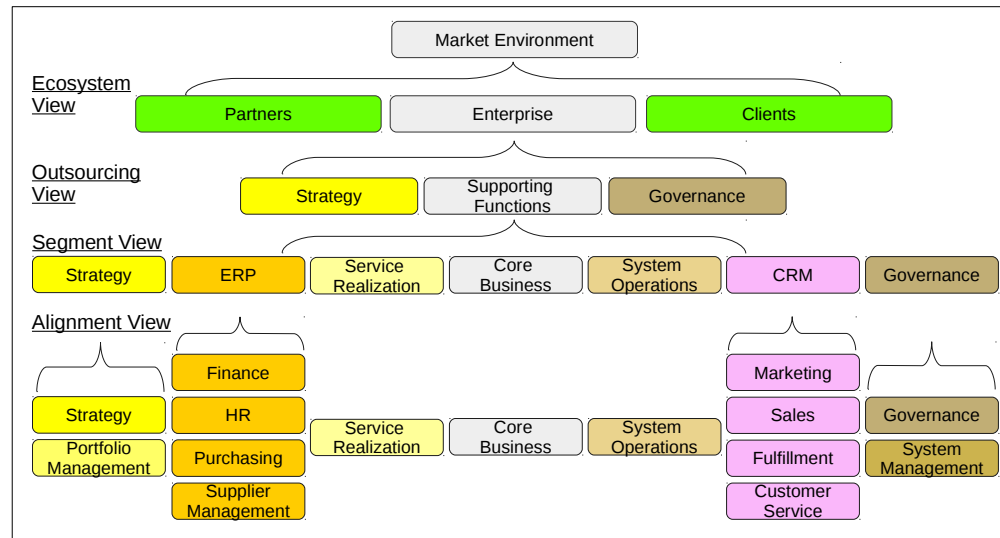 Market Environment
Ecosystem
View
Partners
Enterprise
Clients
Outsourcing
View
Strategy
Supporting
Functions
Governance
Segment View
Strategy
ERP
Service
Realization
Core
Business
System
Operations
CRM
Governance
Alignment View
Finance
Marketing
Strategy
HR
Sales
Governance
Service
Realization
Core
Business
System
Operations
Portfolio
Management
Purchasing
Fulfillment
System
Management
Supplier
Management
Customer
Service